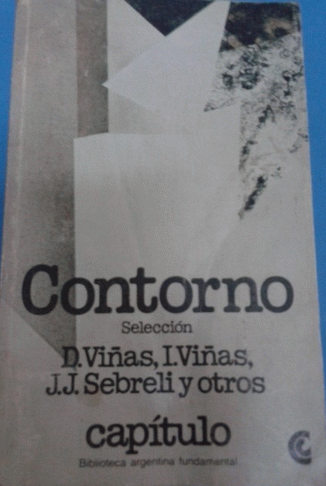 Contorno
Selección
D.Viñas, I.Viñas,
J.J. Sebreli y otros
capítulo
Biblioteca argentina fundamental